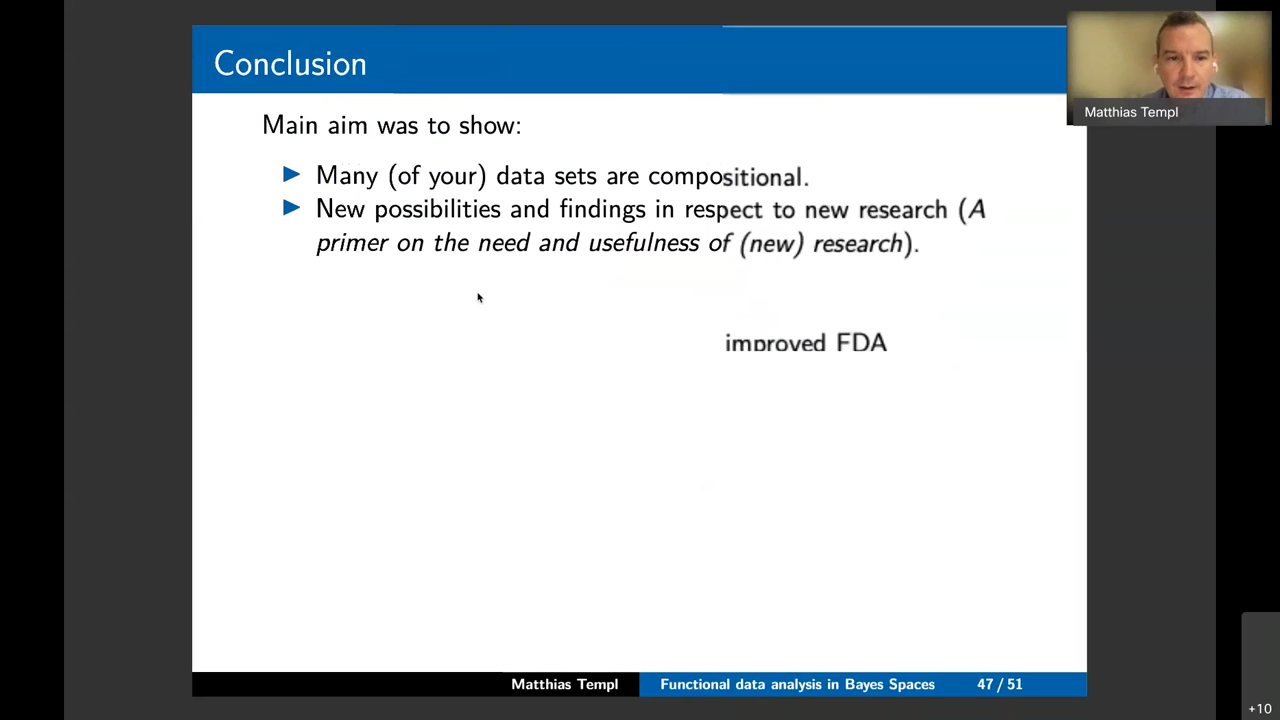 Conclusion
Matthias Templ
Main aim was to show:
Many (of your) data sets are compositional.
New possibilities and findings in respect to new research (A
primer on the need and usefulness of (new) research).
improved FDA
Matthias Templ
Functional data analysis in Bayes Spaces
47 / 51
+10